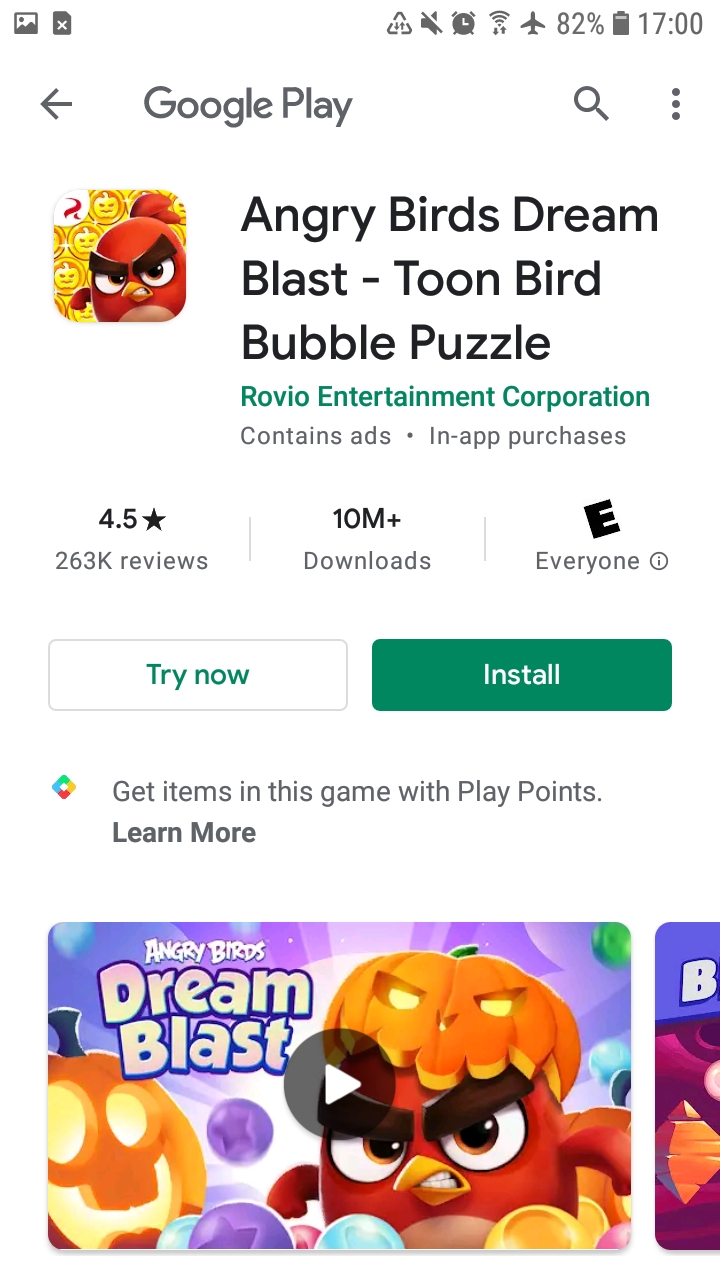 82% 17:00
Google Play
Angry Birds Dream
Blast - Toon Bird
Bubble Puzzle
Rovio Entertainment Corporation
Contains ads • In-app purchases
4.5★ 10M+ E
263K reviews Downloads Everyone
Try now Install
Get items in this game with Play Points.
Learn More
ANGRY BIRDS
Dream
Blast